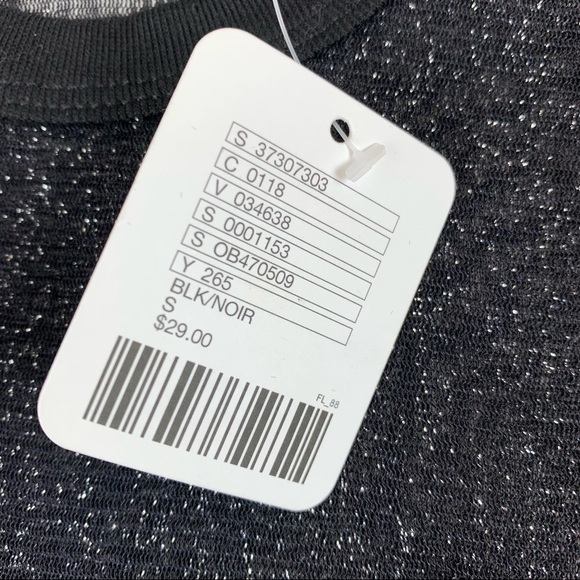 S 37307303
C 0118
V 034638
S 0001153
S OB470509
Y 265
BLK/NOIR
S
$29.00
FL_88